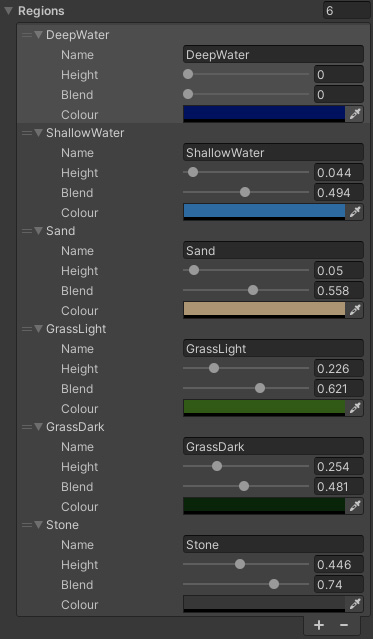 Regions 6
DeepWater
Name DeepWater
Height 0
Blend 0
Colour
ShallowWater
Name ShallowWater
Height 0.044
Blend 0.494
Colour
Sand
Name Sand
Height 0.05
Blend 0.558
Colour
GrassLight
Name GrassLight
Height 0.226
Blend 0.621
Colour
GrassDark
Name GrassDark
Height 0.254
Blend 0.481
Colour
Stone
Name Stone
Height 0.446
Blend 0.74
Colour
+ −